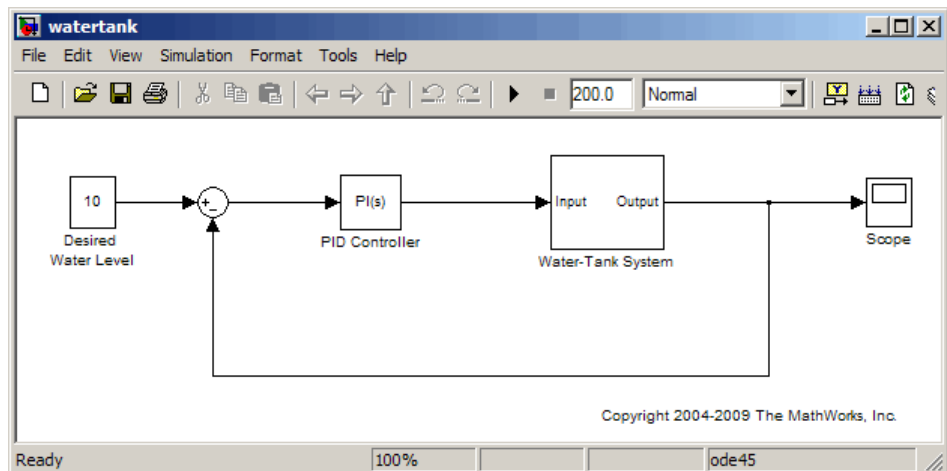 watertank
File Edit View Simulation Format Tools Help
200.0 Normal
10
Desired
Water Level
+
-
PI(s)
PID Controller
Input Output
Water-Tank System
Scope
Copyright 2004-2009 The MathWorks, Inc.
Ready 100% ode45